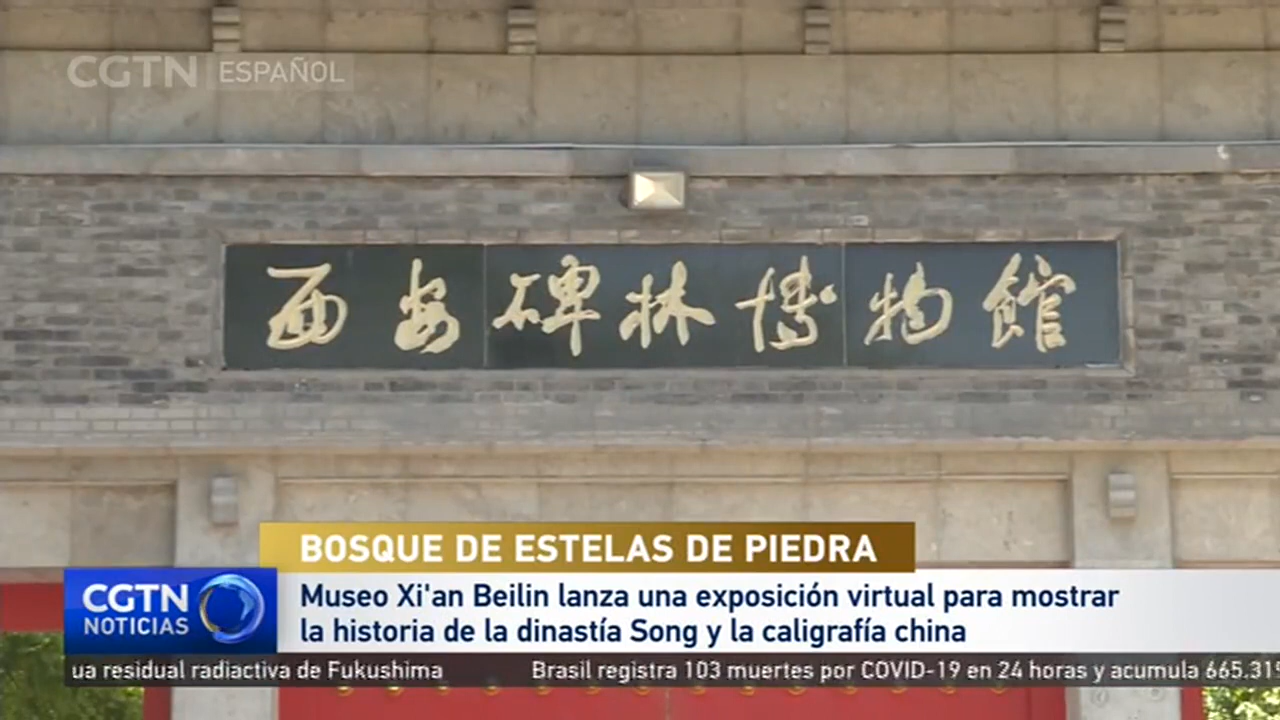 CGTN ESPAÑOL
西安碑林博物館
BOSQUE DE ESTELAS DE PIEDRA
CGTN
NOTICIAS
Museo Xi'an Beilin lanza una exposición virtual para mostrar
la historia de la dinastía Song y la caligrafía china
ua residual radiactiva de Fukushima Brasil registra 103 muertes por COVID-19 en 24 horas y acumula 665.319